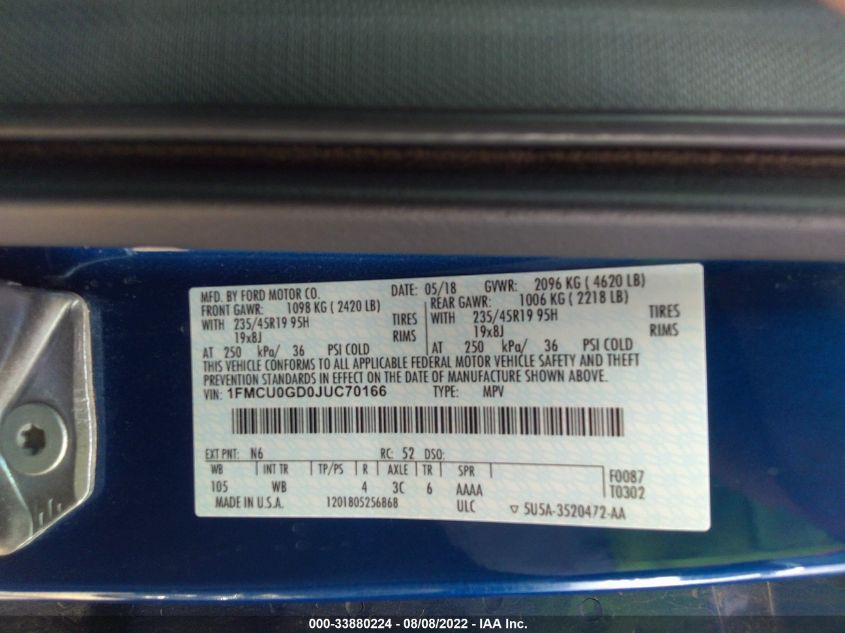 MFD. BY FORD MOTOR CO. DATE: 05/18 GVWR: 2096 KG ( 4620 LB)
FRONT GAWR: 1098 KG ( 2420 LB) REAR GAWR: 1006 KG ( 2218 LB)
WITH 235/45R19 95H TIRES WITH 235/45R19 95H TIRES
19x8J RIMS 19x8J RIMS
AT 250 kPa/ 36 PSI COLD AT 250 kPa/ 36 PSI COLD
THIS VEHICLE CONFORMS TO ALL APPLICABLE FEDERAL MOTOR VEHICLE SAFETY AND THEFT
PREVENTION STANDARDS IN EFFECT ON THE DATE OF MANUFACTURE SHOWN ABOVE.
VIN: 1FMCU0GD0JUC70166 TYPE: MPV
EXT PNT: N6 RC: 52 DSO:
WB INT TR TP/PS R AXLE TR SPR F0087
105 WB 4 3C 6 AAAA T0302
MADE IN U.S.A. 1201805256868 ULC ▽ 5U5A-3520472-AA
000-33880224 - 08/08/2022 - IAA Inc.